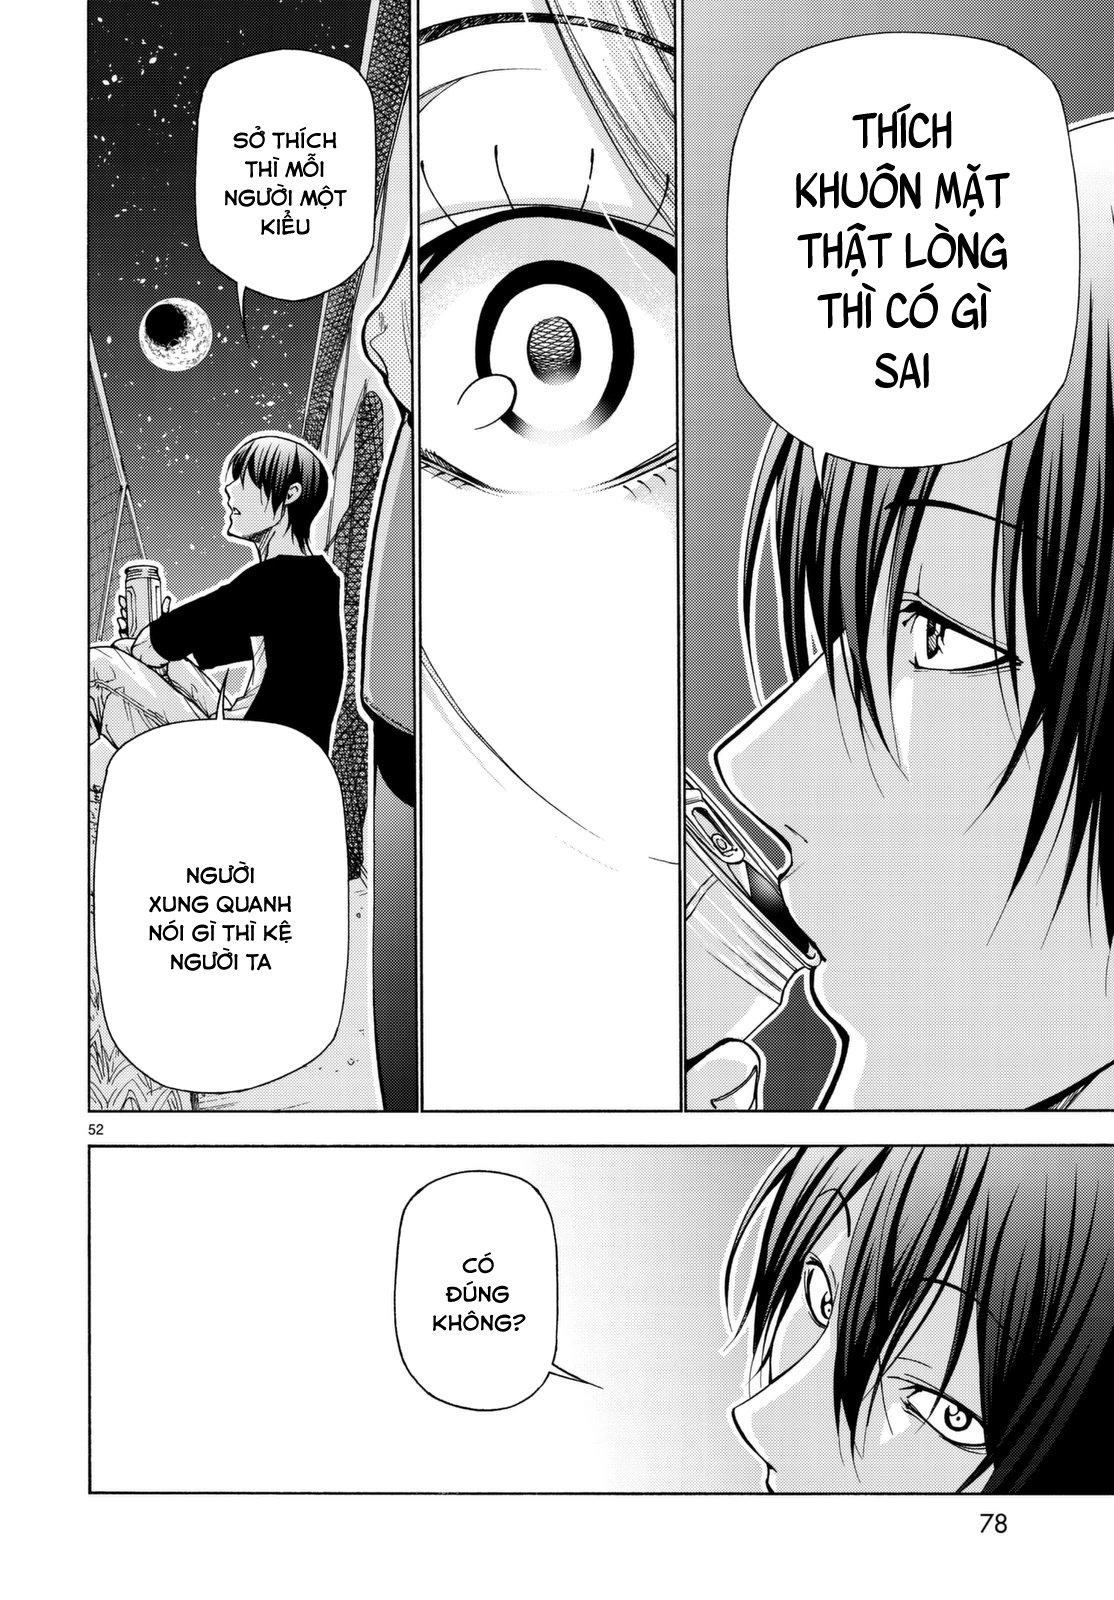 THÍCH
KHUÔN MẶT
THẬT LÒNG
THÌ CÓ GÌ
SAI
SỞ THÍCH
THÌ MỖI
NGƯỜI MỘT
KIỂU
NGƯỜI
XUNG QUANH
NÓI GÌ THÌ KỆ
NGƯỜI TA
52
CÓ
ĐÚNG
KHÔNG?
78